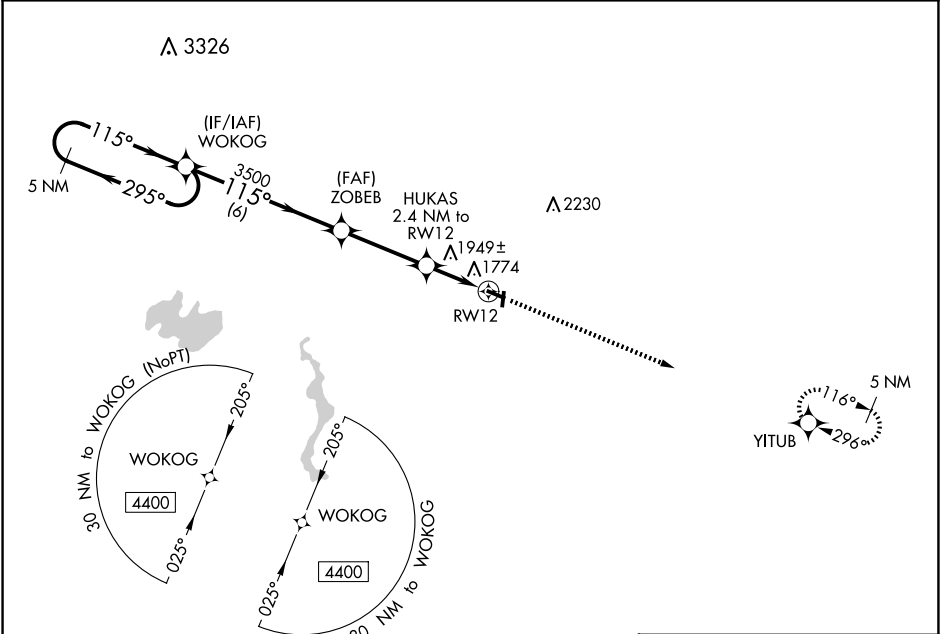 3326
(IF/IAF)
WOKOG
115°
295°
5 NM
3500
115°
(6)
(FAF)
ZOBEB
HUKAS
2.4 NM to
RW12
2230
1949±
1774
RW12
5 NM
116°
296°
YITUB
30 NM to WOKOG (NoPT)
205°
WOKOG
4400
025°
205°
WOKOG
4400
025°
30 NM to WOKOG